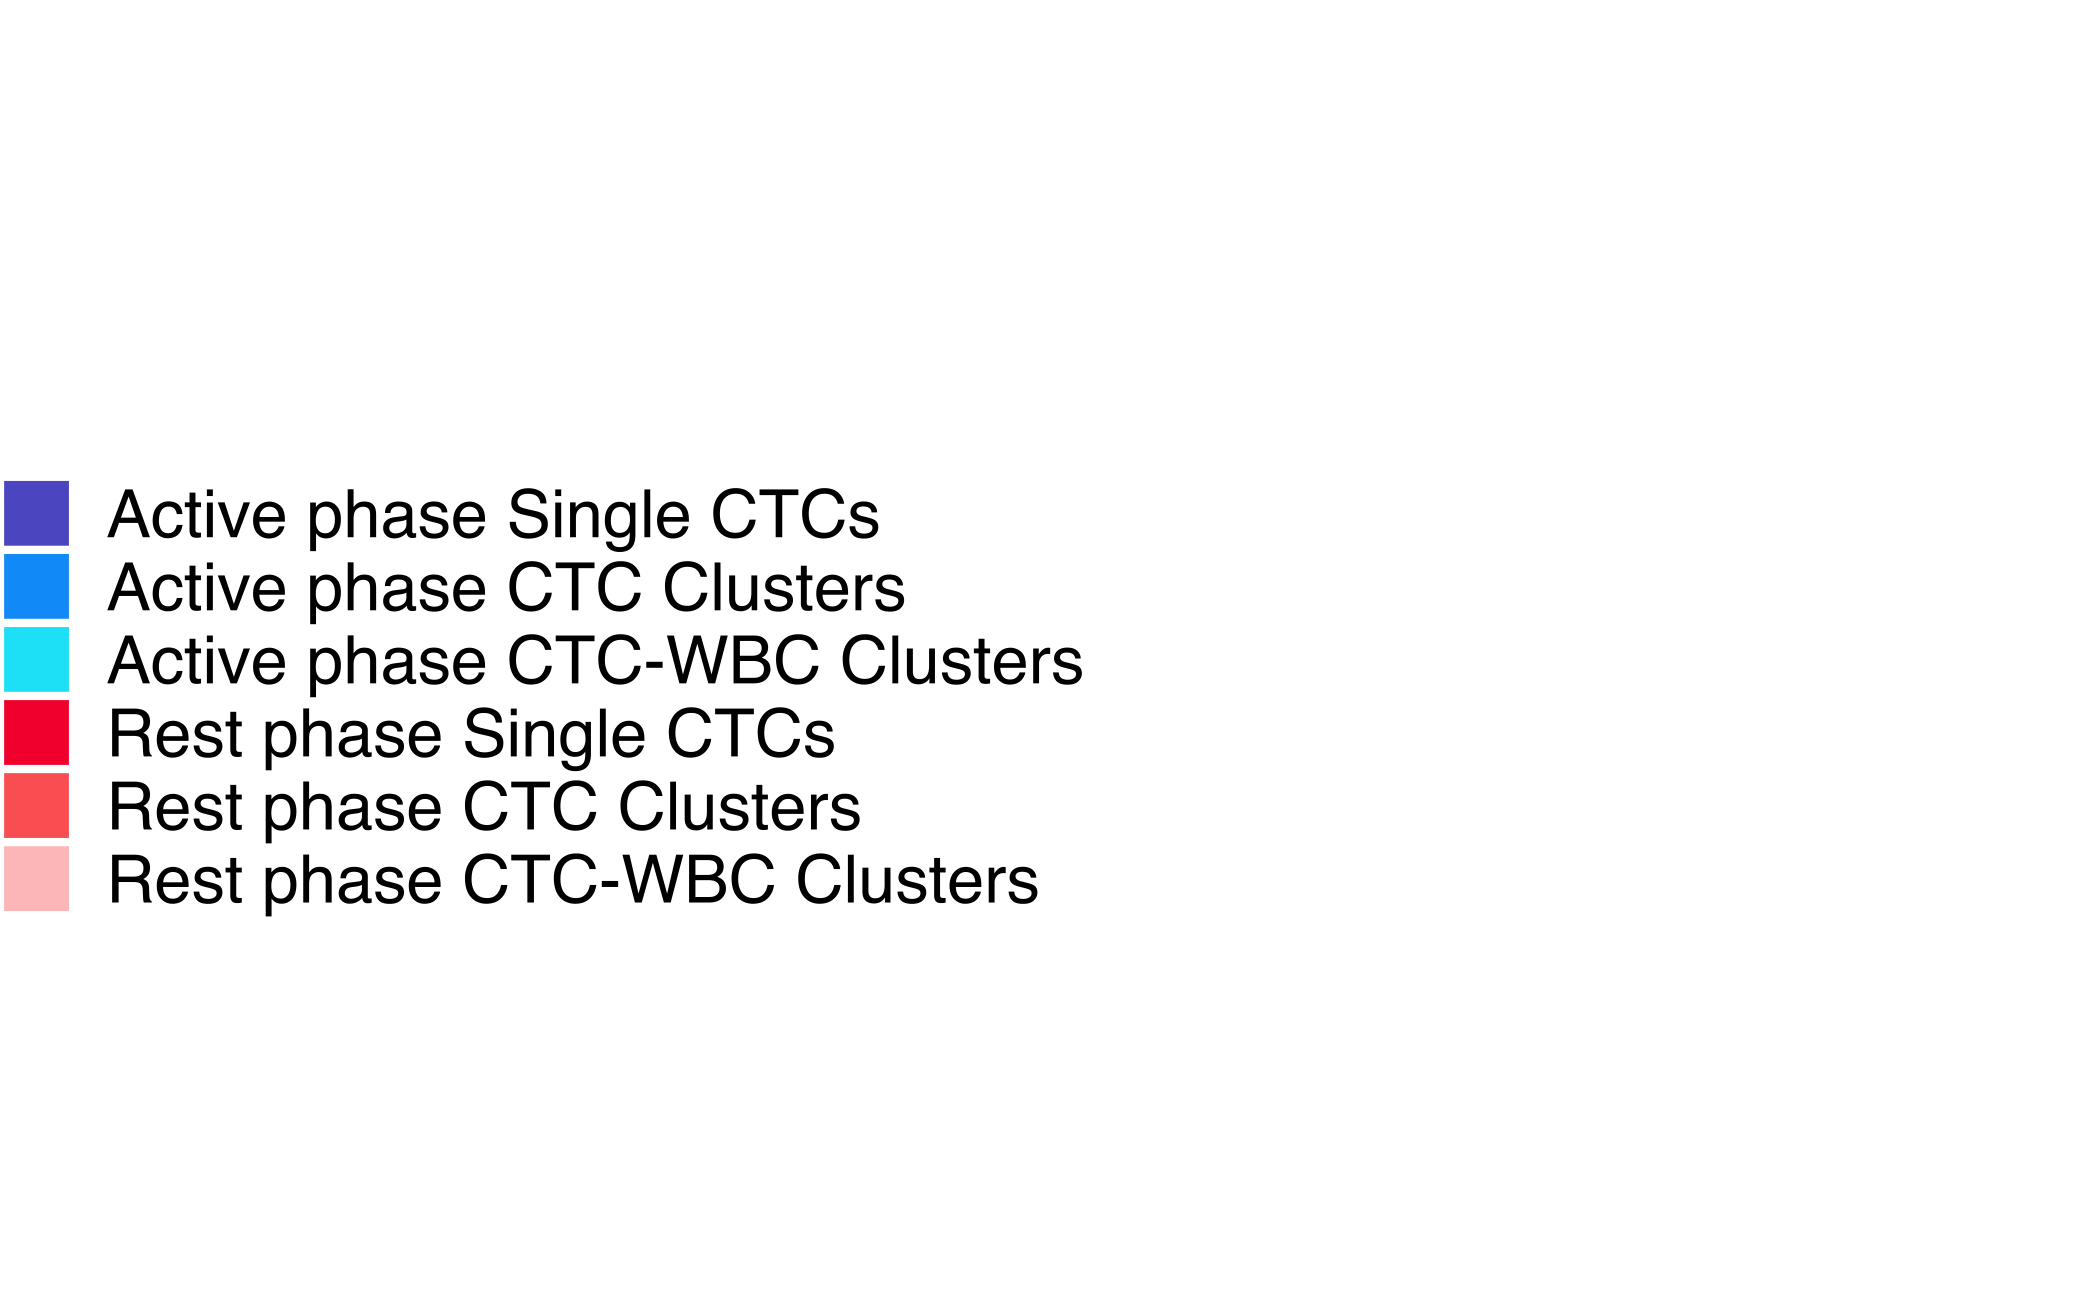 Active phase Single CTCs
Active phase CTC Clusters
Active phase CTC-WBC Clusters
Rest phase Single CTCs
Rest phase CTC Clusters
Rest phase CTC-WBC Clusters